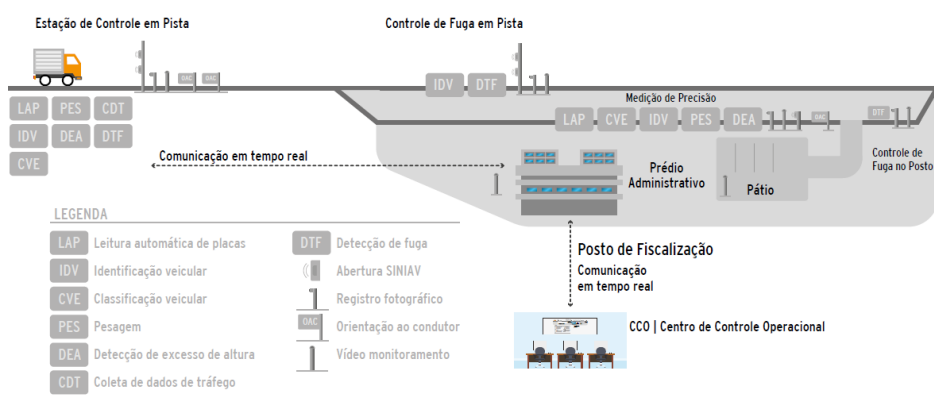 Estação de Controle em Pista
Controle de Fuga em Pista
OAC OAC
IDV DTF
LAP PES CDT
IDV DEA DTF
CVE
Medição de Precisão
LAP CVE IDV PES DEA
OAC
DTF
Controle de
Fuga no Posto
Comunicação em tempo real
Prédio
Administrativo
Pátio
Posto de Fiscalização
Comunicação
em tempo real
CCO | Centro de Controle Operacional
LEGENDA
LAP Leitura automática de placas
IDV Identificação veicular
CVE Classificação veicular
PES Pesagem
DEA Detecção de excesso de altura
CDT Coleta de dados de tráfego
DTF Detecção de fuga
Abertura SINIAV
Registro fotográfico
OAC Orientação ao condutor
Vídeo monitoramento